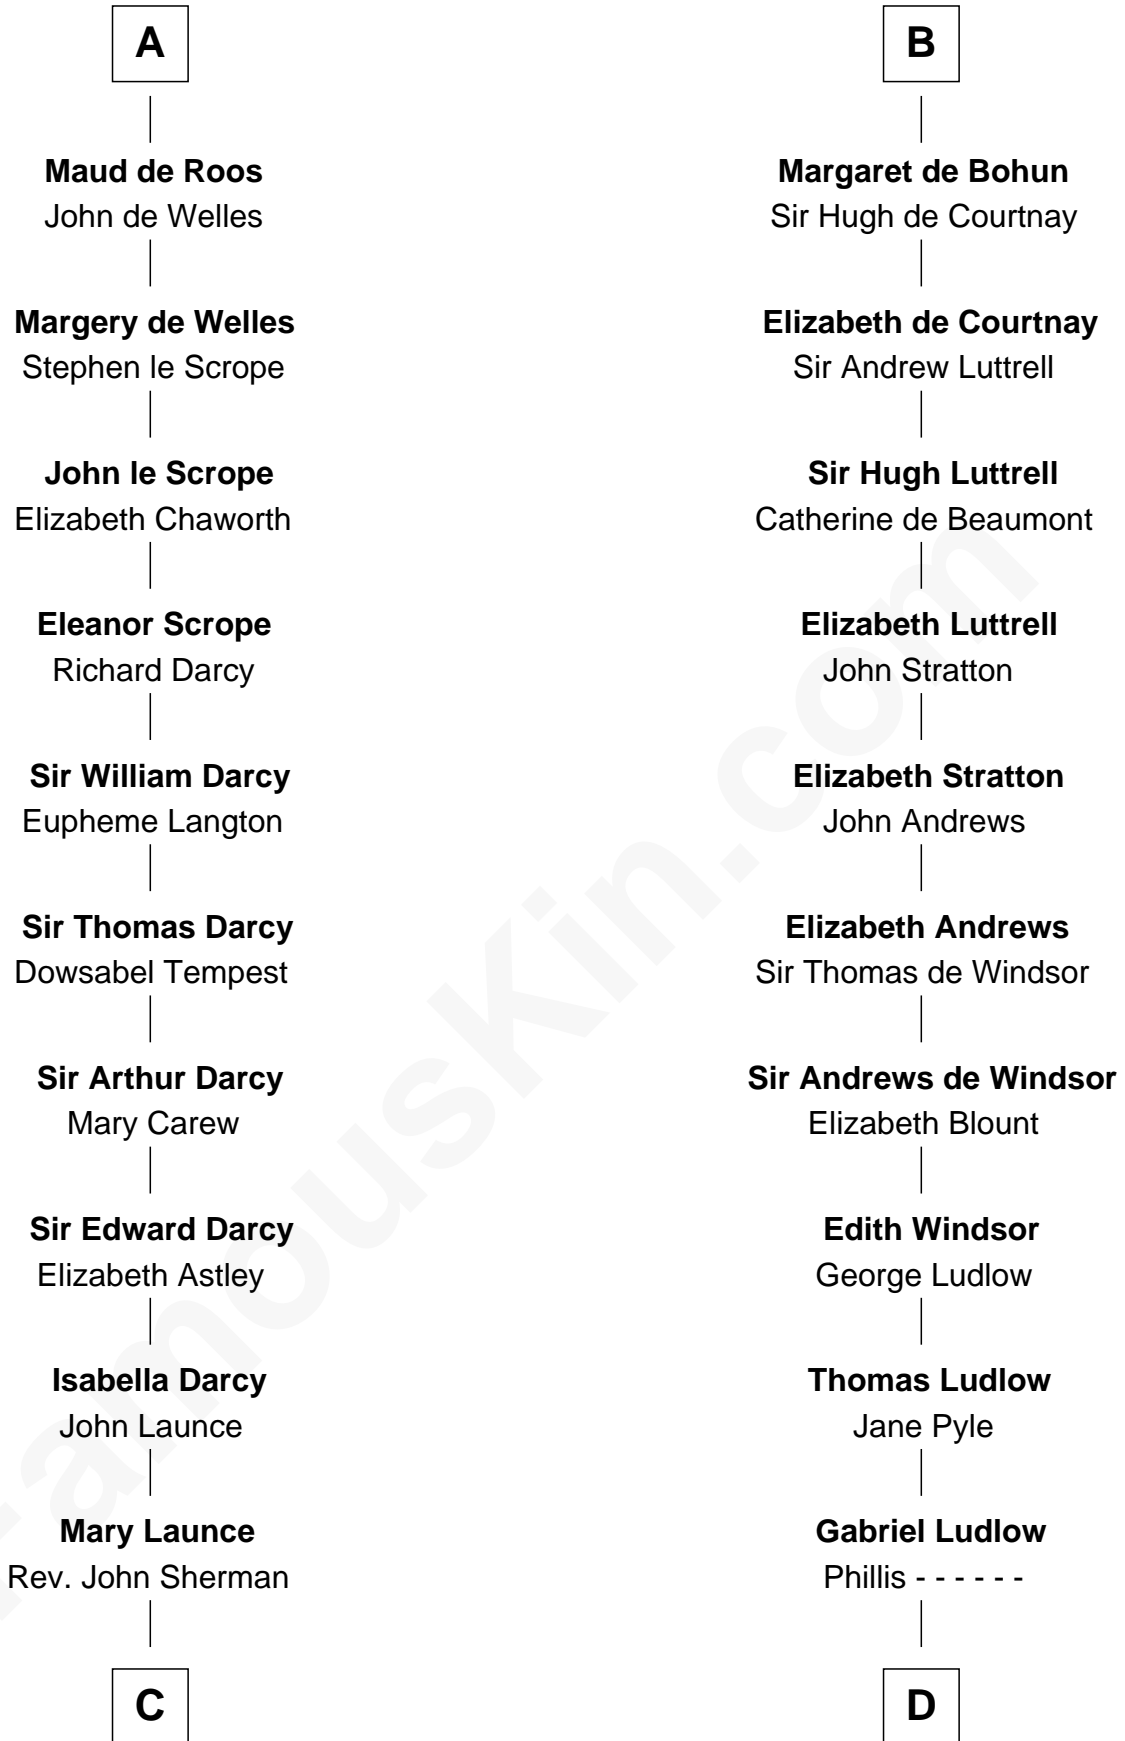 A
Maud de Roos
John de Welles
Margery de Welles
Stephen le Scrope
John le Scrope
Elizabeth Chaworth
Eleanor Scrope
Richard Darcy
Sir William Darcy
Eupheme Langton
Sir Thomas Darcy
Dowsabel Tempest
Sir Arthur Darcy
Mary Carew
Sir Edward Darcy
Elizabeth Astley
Isabella Darcy
John Launce
Mary Launce
Rev. John Sherman
C
B
Margaret de Bohun
Sir Hugh de Courtnay
Elizabeth de Courtnay
Sir Andrew Luttrell
Sir Hugh Luttrell
Catherine de Beaumont
Elizabeth Luttrell
John Stratton
Elizabeth Stratton
John Andrews
Elizabeth Andrews
Sir Thomas de Windsor
Sir Andrews de Windsor
Elizabeth Blount
Edith Windsor
George Ludlow
Thomas Ludlow
Jane Pyle
Gabriel Ludlow
Phillis - - - - - -
D
FamousKin.com